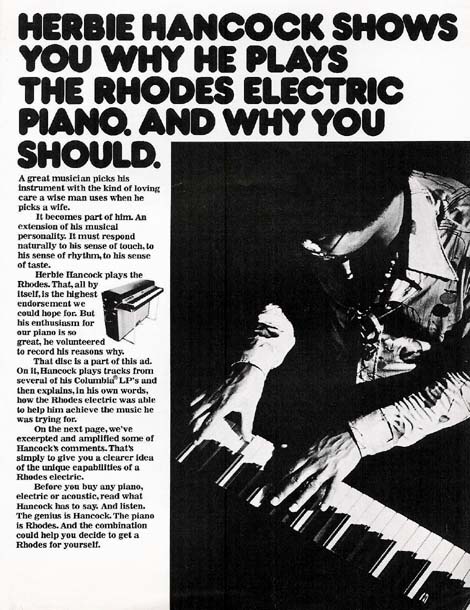 HERBIE HANCOCK SHOWS
YOU WHY HE PLAYS
THE RHODES ELECTRIC
PIANO. AND WHY YOU
SHOULD.
A great musician picks his
instrument with the kind of loving
care a wise man uses when he
picks a wife.
It becomes part of him. An
extension of his musical
personality. It must respond
naturally to his sense of touch, to
his sense of rhythm, to his sense
of taste.
Herbie Hancock plays the
Rhodes. That, all by
itself, is the highest
endorsement we
could hope for. But
his enthusiasm for
our piano is so
great, he volunteered
to record his reasons why.
That disc is a part of this ad.
On it, Hancock plays tracks from
several of his Columbia® LP's and
then explains, in his own words,
how the Rhodes electric was able
to help him achieve the music he
was trying for.
On the next page, we've
excerpted and amplified some of
Hancock's comments. That's
simply to give you a clearer idea
of the unique capabilities of a
Rhodes electric.
Before you buy any piano,
electric or acoustic, read what
Hancock has to say. And listen.
The genius is Hancock. The piano
is Rhodes. And the combination
could help you decide to get a
Rhodes for yourself.